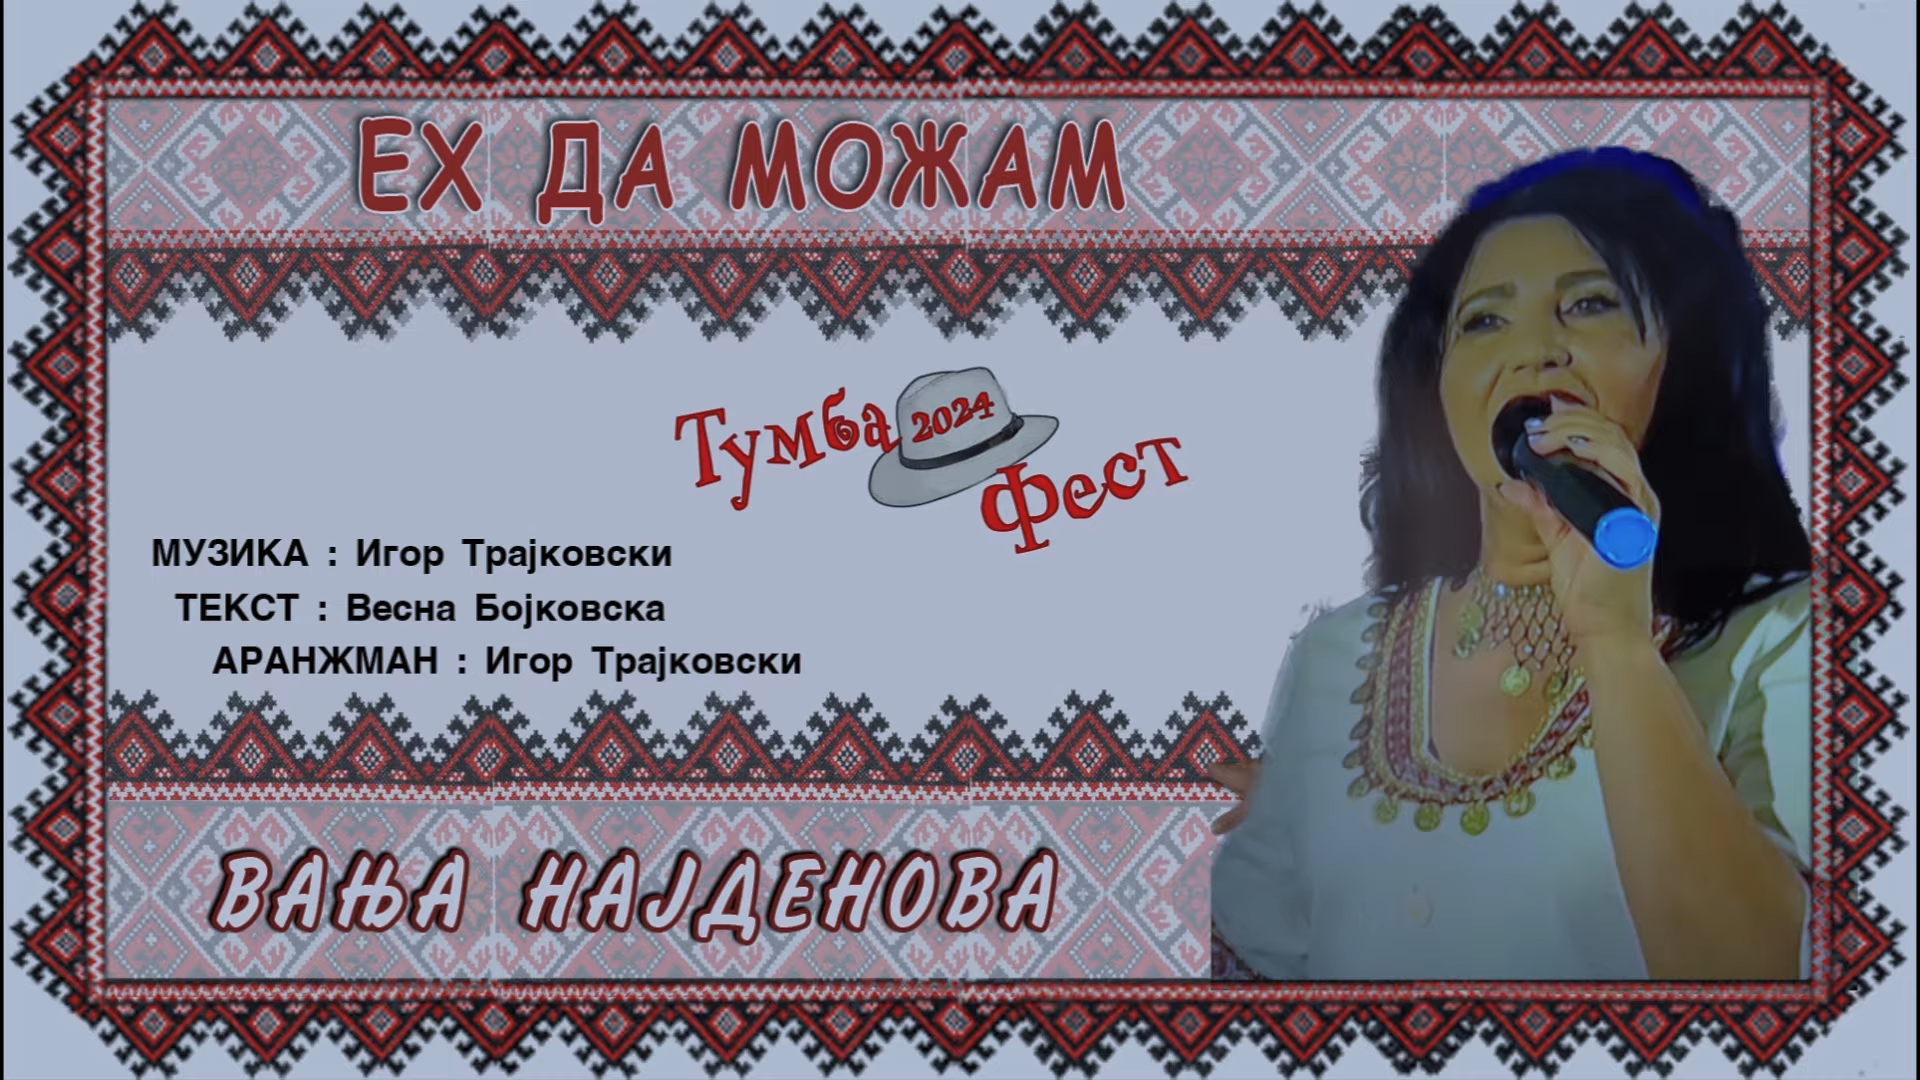 ЕХ ДА МОЖАМ
Тумба 2024
Фест
МУЗИКА : Игор Трајковски
ТЕКСТ : Весна Бојковска
АРАНЖМАН : Игор Трајковски
ВАЊА НАЈДЕНОВА